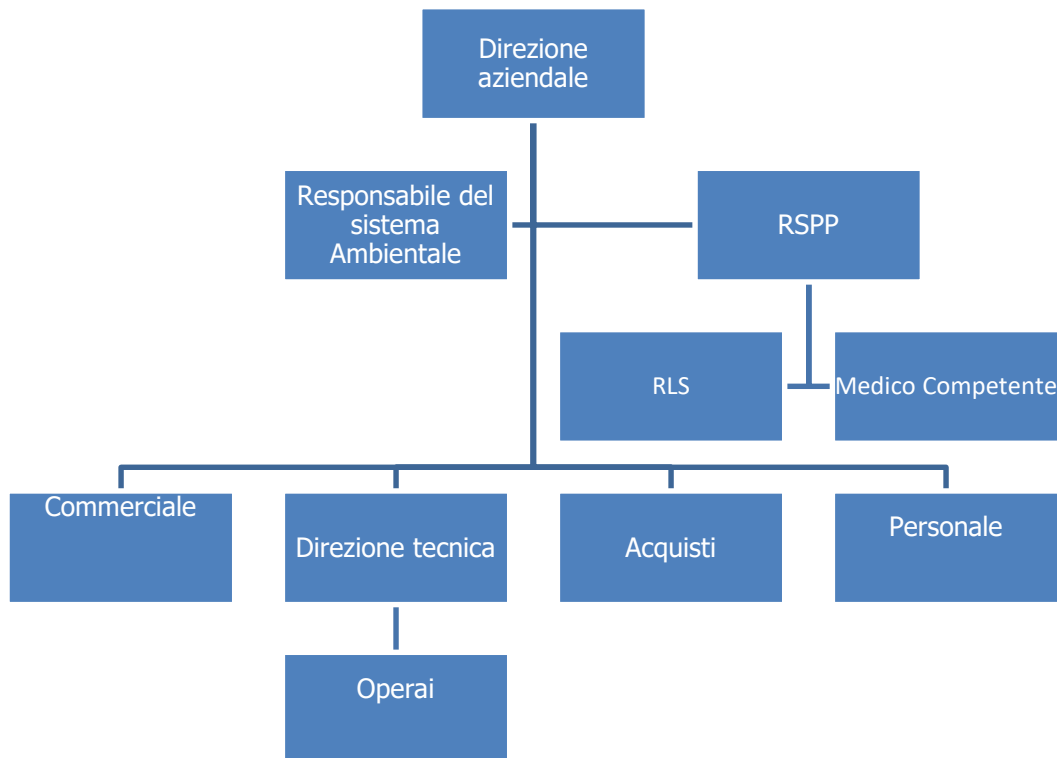 Direzione
aziendale
Responsabile del
sistema
Ambientale
RSPP
RLS
Medico Competente
Commerciale
Direzione tecnica
Acquisti
Personale
Operai